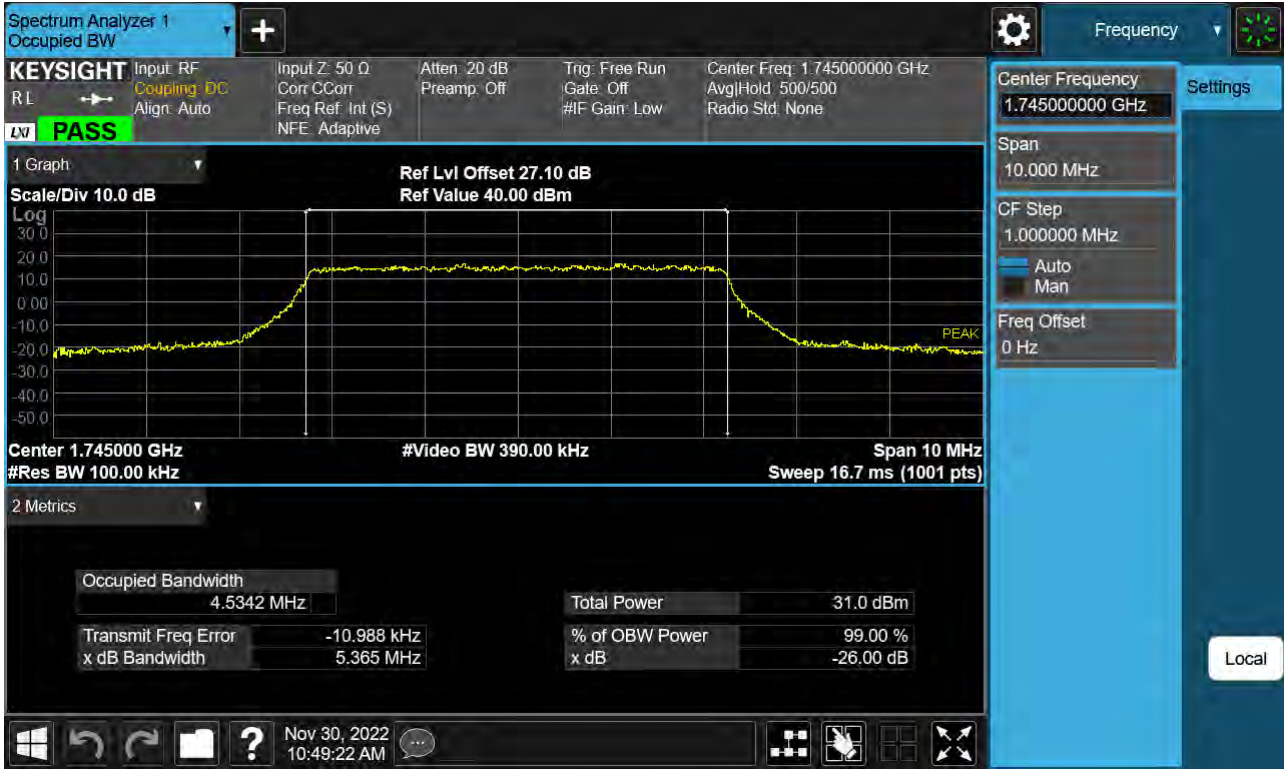 Spectrum Analyzer 1
Occupied BW
+
Frequency
KEYSIGHT
R L
LXI
PASS
Input: RF
Coupling: DC
Align: Auto
Input Z: 50 Ω
Corr CCorr
Freq Ref: Int (S)
NFE: Adaptive
Atten: 20 dB
Preamp: Off
Trig: Free Run
Gate: Off
#IF Gain: Low
Center Freq: 1.745000000 GHz
Avg|Hold: 500/500
Radio Std: None
1 Graph
Scale/Div 10.0 dB
Ref Lvl Offset 27.10 dB
Ref Value 40.00 dBm
Log
30.0
20.0
10.0
0.00
-10.0
-20.0
-30.0
-40.0
-50.0
PEAK
Center 1.745000 GHz
#Video BW 390.00 kHz
Span 10 MHz
#Res BW 100.00 kHz
Sweep 16.7 ms (1001 pts)
2 Metrics
Occupied Bandwidth
4.5342 MHz
Total Power 31.0 dBm
Transmit Freq Error -10.988 kHz
% of OBW Power 99.00 %
x dB Bandwidth 5.365 MHz
x dB -26.00 dB
?
Nov 30, 2022
10:49:22 AM
Center Frequency
1.745000000 GHz
Settings
Span
10.000 MHz
CF Step
1.000000 MHz
Auto
Man
Freq Offset
0 Hz
Local